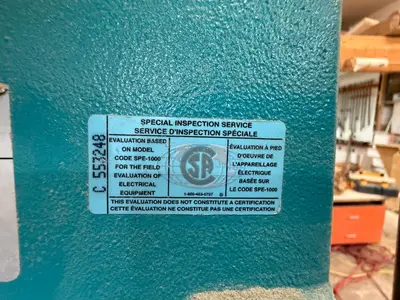 SPECIAL INSPECTION SERVICE
SERVICE D'INSPECTION SPÉCIALE
EVALUATION BASED
ON MODEL
CODE SPE-1000
FOR THE FIELD
EVALUATION OF
ELECTRICAL
EQUIPMENT
ÉVALUATION À PIED
D'OEUVRE DE
L'APPAREILLAGE
ÉLECTRIQUE
BASÉE SUR
LE CODE SPE-1000
THIS EVALUATION DOES NOT CONSTITUTE A CERTIFICATION
CETTE ÉVALUATION NE CONSTITUE PAS UNE CERTIFICATION